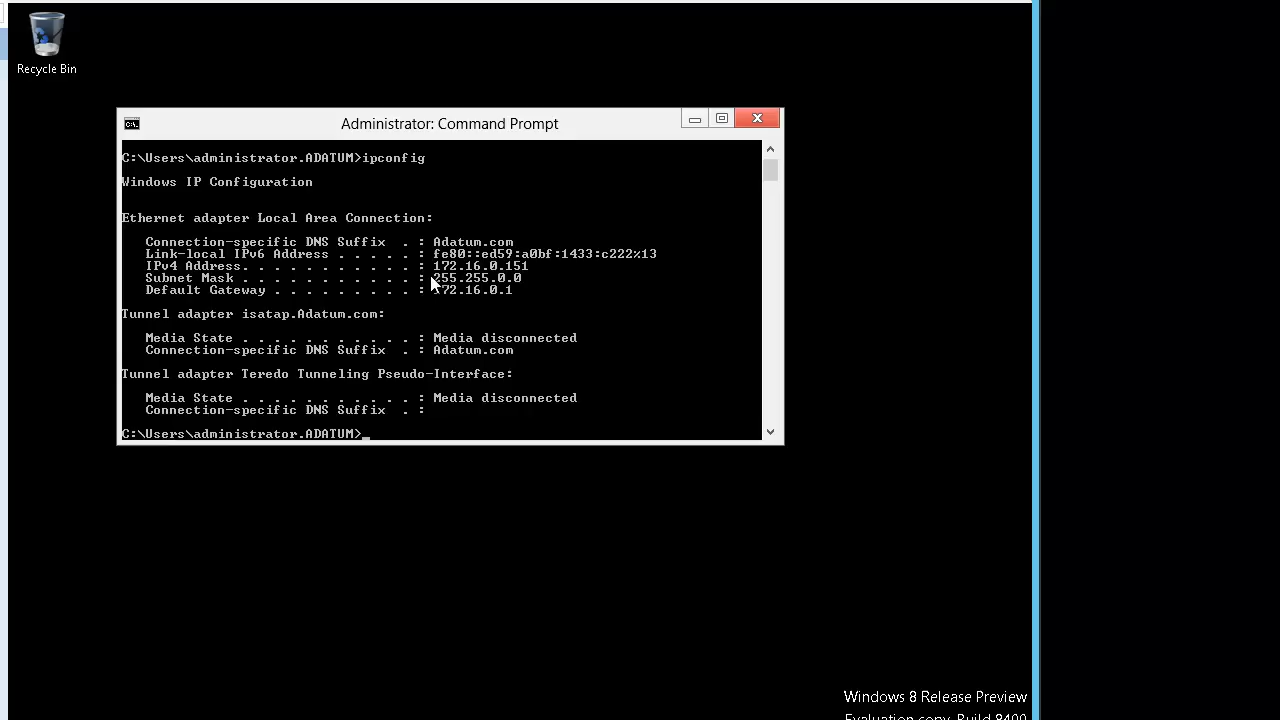 Recycle Bin
Administrator: Command Prompt
C:\Users\administrator.ADATUM>ipconfig
Windows IP Configuration
Ethernet adapter Local Area Connection:
Connection-specific DNS Suffix . : Adatum.com
Link-local IPv6 Address . . . . . : fe80::ed59:a0bf:1433:c222%13
IPv4 Address. . . . . . . . . . . : 172.16.0.151
Subnet Mask . . . . . . . . . . . : 255.255.0.0
Default Gateway . . . . . . . . . : 172.16.0.1
Tunnel adapter isatap.Adatum.com:
Media State . . . . . . . . . . . : Media disconnected
Connection-specific DNS Suffix . : Adatum.com
Tunnel adapter Teredo Tunneling Pseudo-Interface:
Media State . . . . . . . . . . . : Media disconnected
Connection-specific DNS Suffix . :
C:\Users\administrator.ADATUM>_
Windows 8 Release Preview
Evaluation copy. Build 8400